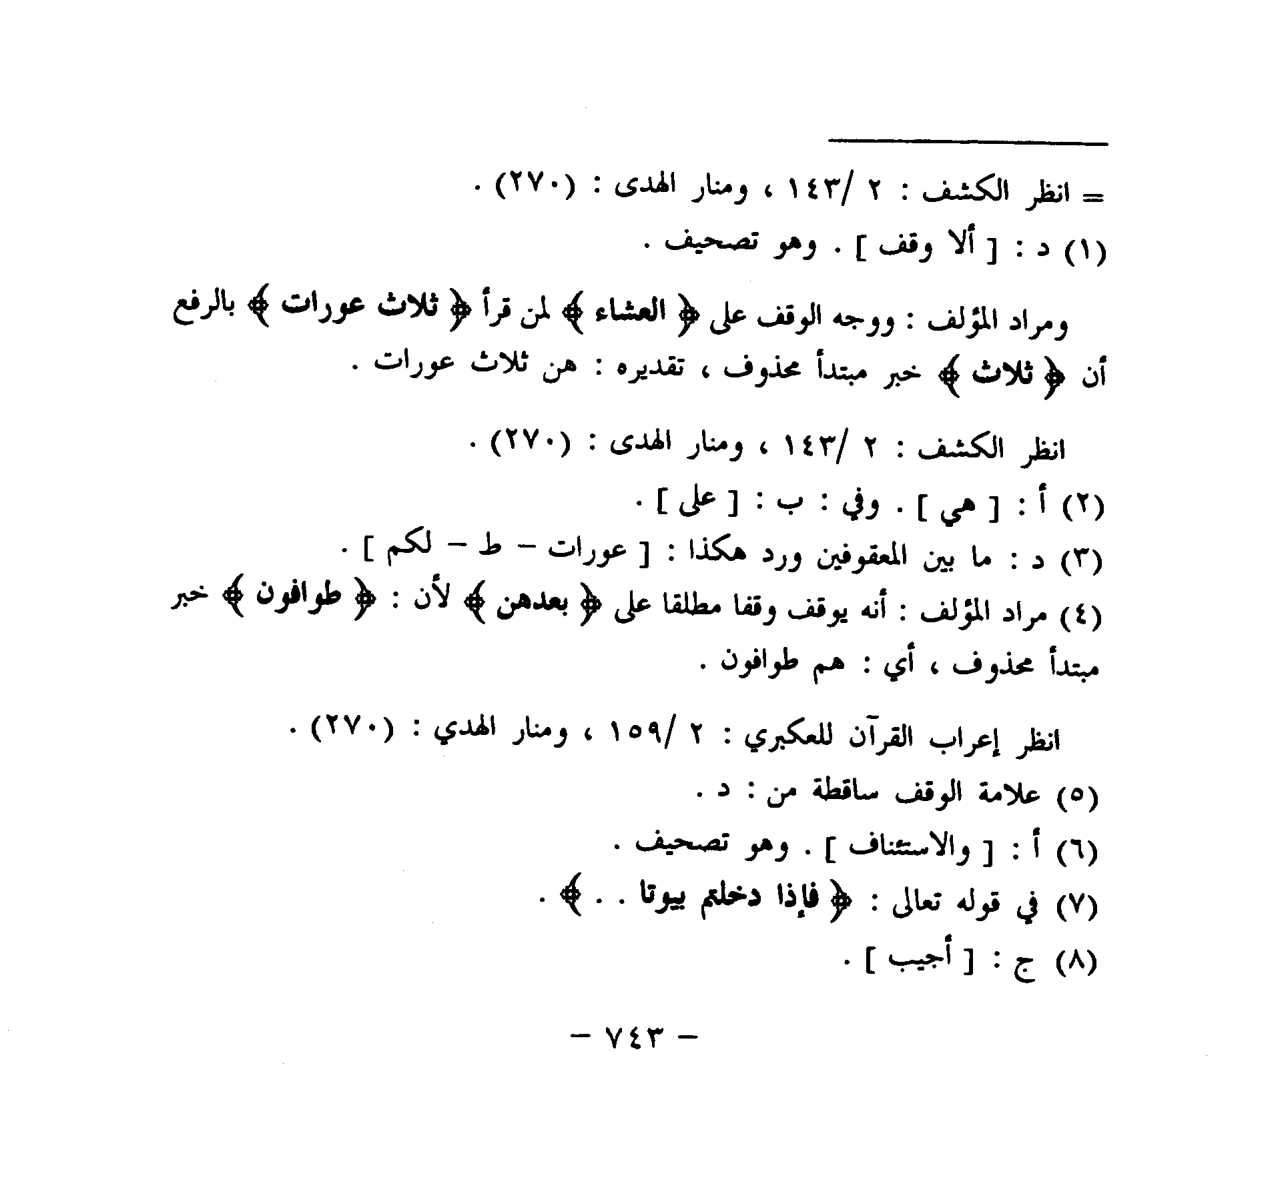 = انظر الكشف : ٢ /١٤٣ ، ومنار الهدى : (٢٧٠) .
(١) د : [ ألا وقف ] . وهو تصحيف .
ومراد المؤلف : ووجه الوقف على ﴿ العشاء ﴾ لمن قرأ ﴿ ثلاث عورات ﴾ بالرفع
أن ﴿ ثلاث ﴾ خبر مبتدأ محذوف ، تقديره : هن ثلاث عورات .
انظر الكشف : ٢ /١٤٣ ، ومنار الهدى : (٢٧٠) .
(٢) أ : [ هي ] . وفي : ب : [ على ] .
(٣) د : ما بين المعقوفين ورد هكذا : [ عورات – ط – لكم ] .
(٤) مراد المؤلف : أنه يوقف وقفا مطلقا على ﴿ بعدهن ﴾ لأن : ﴿ طوافون ﴾ خبر
مبتدأ محذوف ، أي : هم طوافون .
انظر إعراب القرآن للعكبري : ٢ /١٥٩ ، ومنار الهدي : (٢٧٠) .
(٥) علامة الوقف ساقطة من : د .
(٦) أ : [ والاستئناف ] . وهو تصحيف .
(٧) في قوله تعالى : ﴿ فإذا دخلتم بيوتا . . ﴾ .
(٨) ج : [ أجيب ] .
– ٧٤٣ –